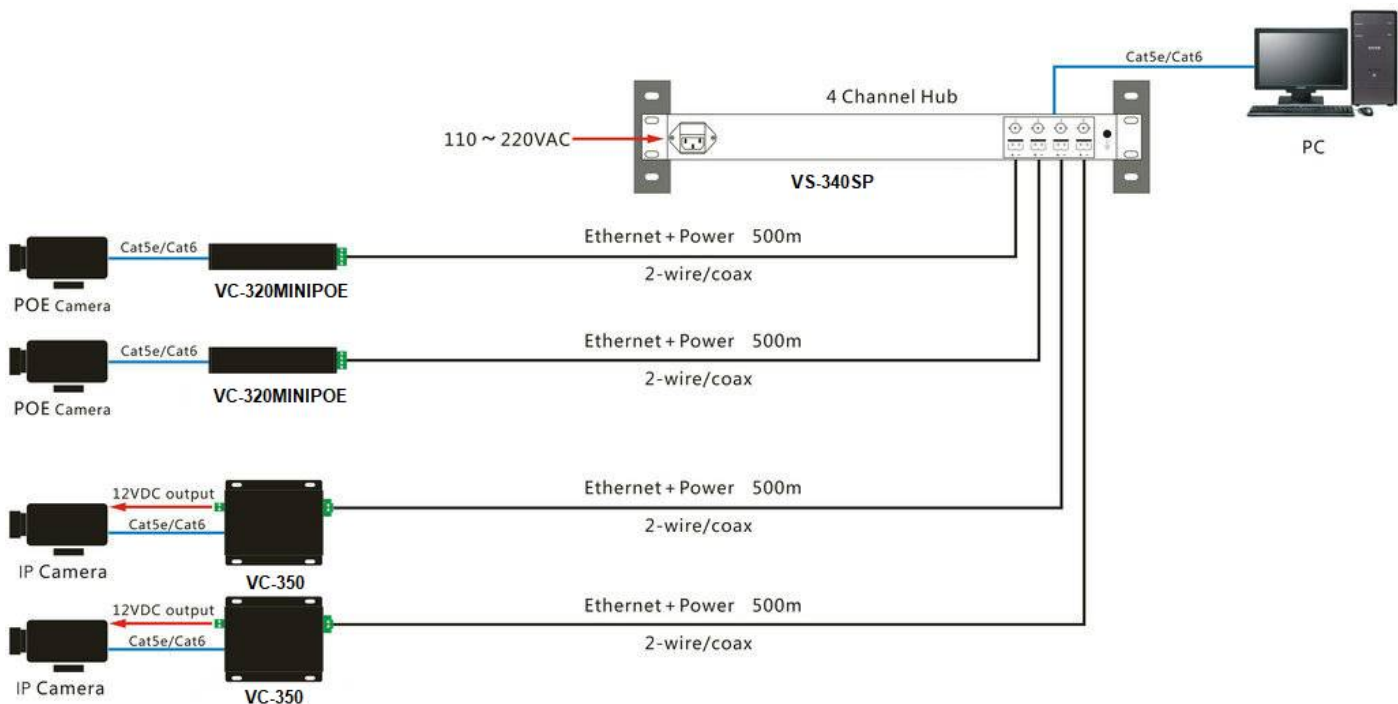 Cat5e/Cat6
4 Channel Hub
110 ~ 220VAC
PC
VS-340SP
Cat5e/Cat6
Ethernet + Power 500m
2-wire/coax
VC-320MINIPOE
POE Camera
Cat5e/Cat6
Ethernet + Power 500m
2-wire/coax
VC-320MINIPOE
POE Camera
12VDC output
Ethernet + Power 500m
Cat5e/Cat6
2-wire/coax
IP Camera
VC-350
12VDC output
Ethernet + Power 500m
Cat5e/Cat6
2-wire/coax
IP Camera
VC-350